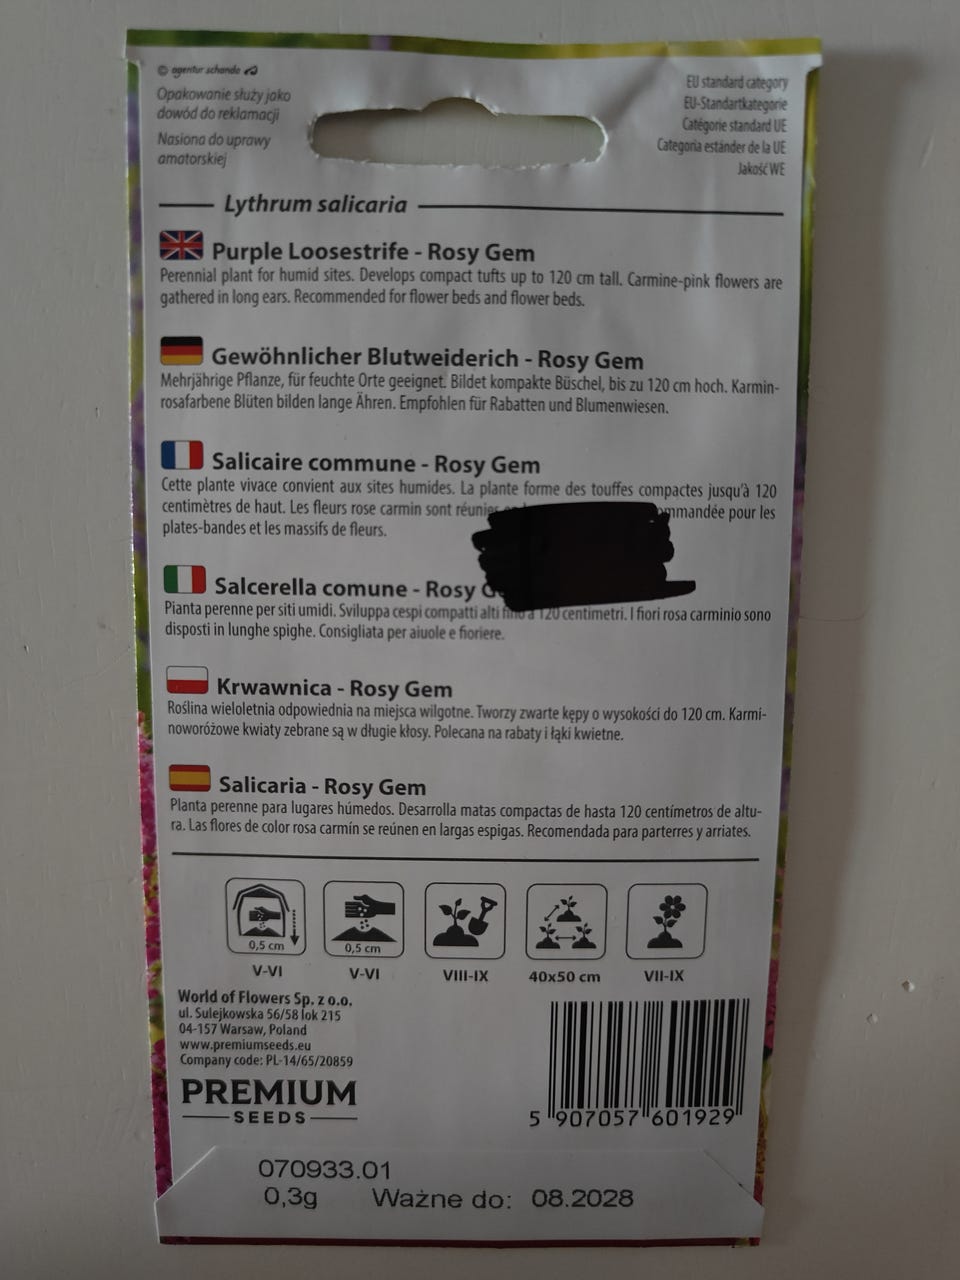 © agentur schando
Opakowanie służy jako
dowód do reklamacji
Nasiona do uprawy
amatorskiej
EU standard category
EU-Standartkategorie
Catégorie standard UE
Categoria estánder de la UE
Jakość WE
Lythrum salicaria
Purple Loosestrife - Rosy Gem
Perennial plant for humid sites. Develops compact tufts up to 120 cm tall. Carmine-pink flowers are
gathered in long ears. Recommended for flower beds and flower beds.
Gewöhnlicher Blutweiderich - Rosy Gem
Mehrjährige Pflanze, für feuchte Orte geeignet. Bildet kompakte Büschel, bis zu 120 cm hoch. Karmin-
rosafarbene Blüten bilden lange Ähren. Empfohlen für Rabatten und Blumenwiesen.
Salicaire commune - Rosy Gem
Cette plante vivace convient aux sites humides. La plante forme des touffes compactes jusqu'à 120
centimètres de haut. Les fleurs rose carmin sont réunies pour les
plates-bandes et les massifs de fleurs.
Salcerella comune - Rosy
Pianta perenne per siti umidi. Sviluppa cespi compatti alti fino a 120 centimetri. I fiori rosa carminio sono
disposti in lunghe spighe. Consigliata per aiuole e fioriere.
Krwawnica - Rosy Gem
Roślina wieloletnia odpowiednia na miejsca wilgotne. Tworzy zwarte kępy o wysokości do 120 cm. Karmi-
noworóżowe kwiaty zebrane są w długie kłosy. Polecana na rabaty i łąki kwietne.
Salicaria - Rosy Gem
Planta perenne para lugares húmedos. Desarrolla matas compactas de hasta 120 centímetros de altu-
ra. Las flores de color rosa carmín se reúnen en largas espigas. Recomendada para parterres y arriates.
0,5 cm
0,5 cm
V-VI
V-VI
VIII-IX
40x50 cm
VII-IX
World of Flowers Sp. z o.o.
ul. Sulejkowska 56/58 lok 215
04-157 Warsaw, Poland
www.premiumseeds.eu
Company code: PL-14/65/20859
PREMIUM
SEEDS
5 907057 601929
070933.01
0,3g Ważne do: 08.2028